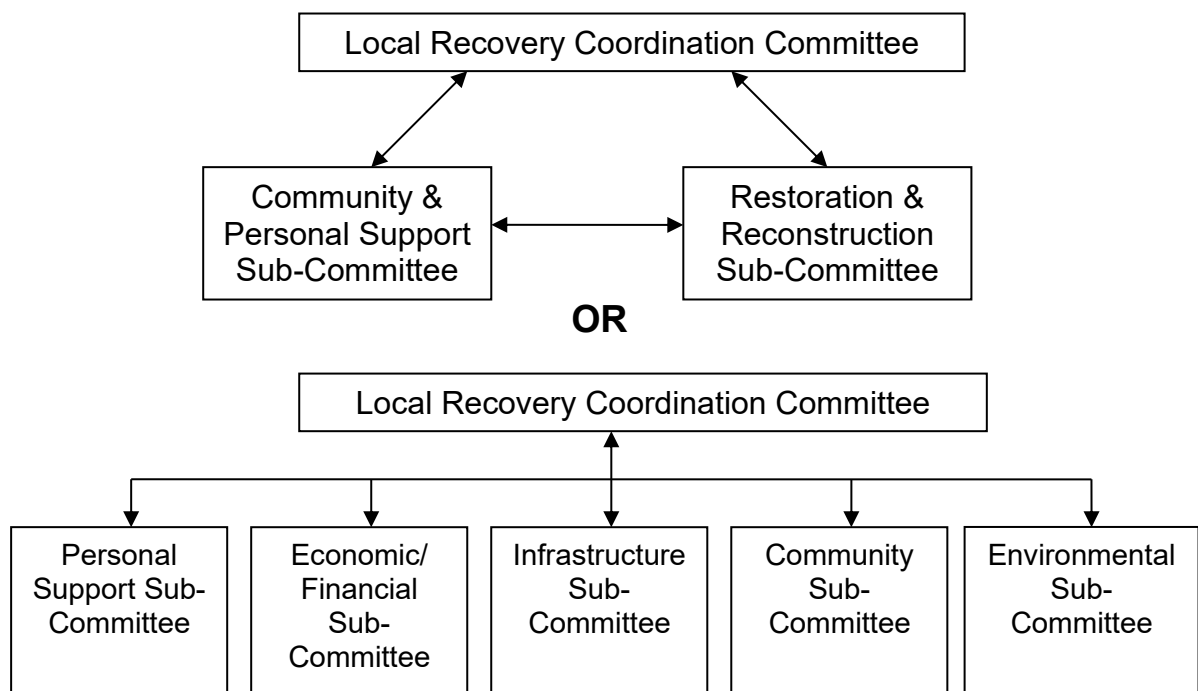 Local Recovery Coordination Committee
Community &
Personal Support
Sub-Committee
Restoration &
Reconstruction
Sub-Committee
OR
Local Recovery Coordination Committee
Personal
Support Sub-
Committee
Economic/
Financial
Sub-
Committee
Infrastructure
Sub-
Committee
Community
Sub-
Committee
Environmental
Sub-
Committee